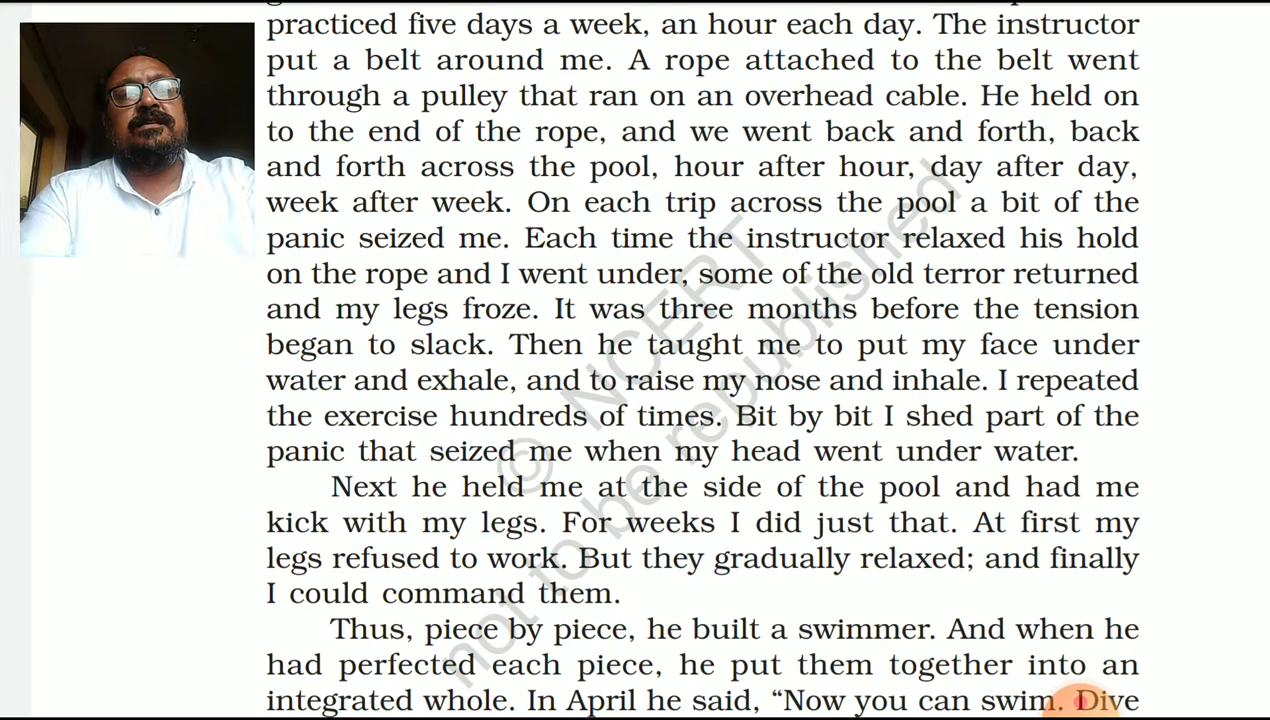 practiced five days a week, an hour each day. The instructor
put a belt around me. A rope attached to the belt went
through a pulley that ran on an overhead cable. He held on
to the end of the rope, and we went back and forth, back
and forth across the pool, hour after hour, day after day,
week after week. On each trip across the pool a bit of the
panic seized me. Each time the instructor relaxed his hold
on the rope and I went under, some of the old terror returned
and my legs froze. It was three months before the tension
began to slack. Then he taught me to put my face under
water and exhale, and to raise my nose and inhale. I repeated
the exercise hundreds of times. Bit by bit I shed part of the
panic that seized me when my head went under water.
Next he held me at the side of the pool and had me
kick with my legs. For weeks I did just that. At first my
legs refused to work. But they gradually relaxed; and finally
I could command them.
Thus, piece by piece, he built a swimmer. And when he
had perfected each piece, he put them together into an
integrated whole. In April he said, “Now you can swim. Dive
© NCERT
not to be republished